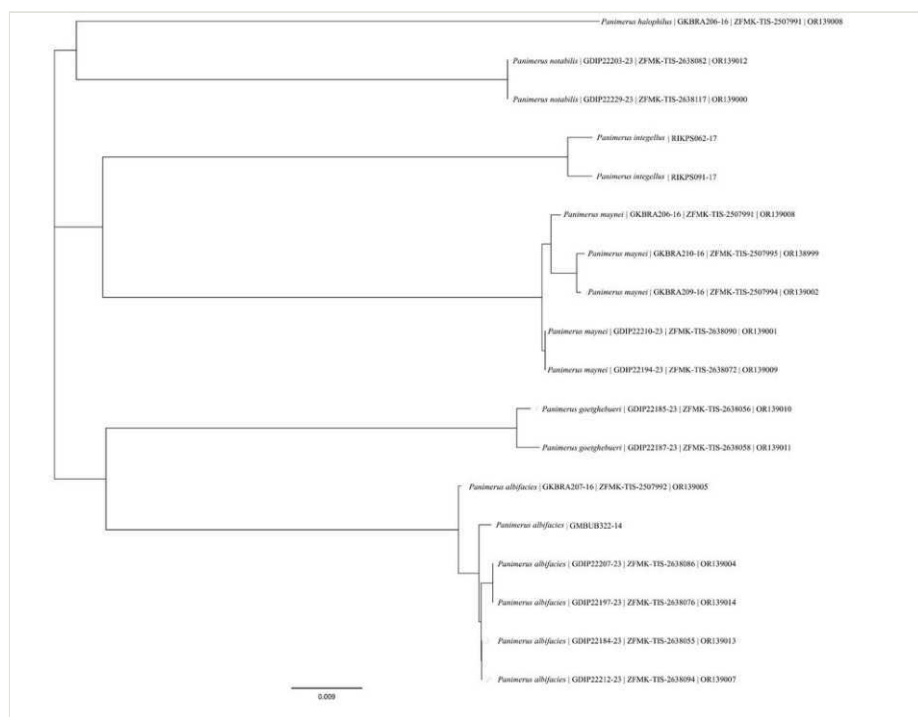 Panimerus halophilus | GKBRA206-16 | ZFMK-TIS-2507991 | OR139008
Panimerus notabilis | GDIP22203-23 | ZFMK-TIS-2638082 | OR139012
Panimerus notabilis | GDIP22229-23 | ZFMK-TIS-2638117 | OR139000
Panimerus integellus | RIKPS062-17
Panimerus integellus | RIKPS091-17
Panimerus maynei | GKBRA206-16 | ZFMK-TIS-2507991 | OR139008
Panimerus maynei | GKBRA210-16 | ZFMK-TIS-2507995 | OR138999
Panimerus maynei | GKBRA209-16 | ZFMK-TIS-2507994 | OR139002
Panimerus maynei | GDIP22210-23 | ZFMK-TIS-2638090 | OR139001
Panimerus maynei | GDIP22194-23 | ZFMK-TIS-2638072 | OR139009
Panimerus goetghebueri | GDIP22185-23 | ZFMK-TIS-2638056 | OR139010
Panimerus goetghebueri | GDIP22187-23 | ZFMK-TIS-2638058 | OR139011
Panimerus albifacies | GKBRA207-16 | ZFMK-TIS-2507992 | OR139005
Panimerus albifacies | GMBUB322-14
Panimerus albifacies | GDIP22207-23 | ZFMK-TIS-2638086 | OR139004
Panimerus albifacies | GDIP22197-23 | ZFMK-TIS-2638076 | OR139014
Panimerus albifacies | GDIP22184-23 | ZFMK-TIS-2638055 | OR139013
Panimerus albifacies | GDIP22212-23 | ZFMK-TIS-2638094 | OR139007
0.009